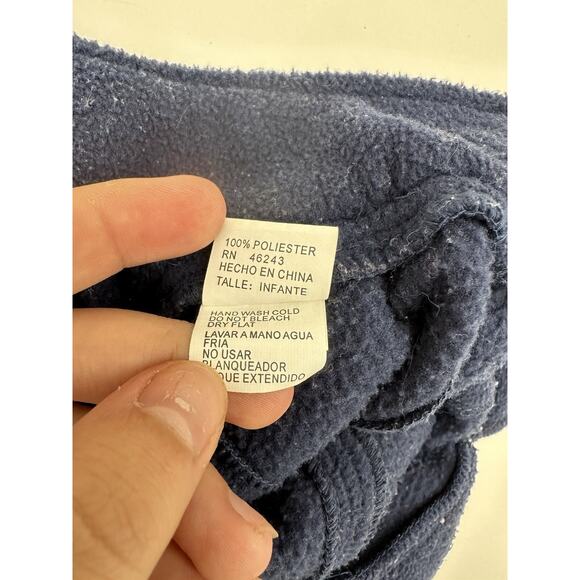 100% POLIESTER
RN 46243
HECHO EN CHINA
TALLE: INFANTE
HAND WASH COLD
DO NOT BLEACH
DRY FLAT
LAVAR A MANO AGUA
FRIA
NO USAR
BLANQUEADOR
QUE EXTENDIDO